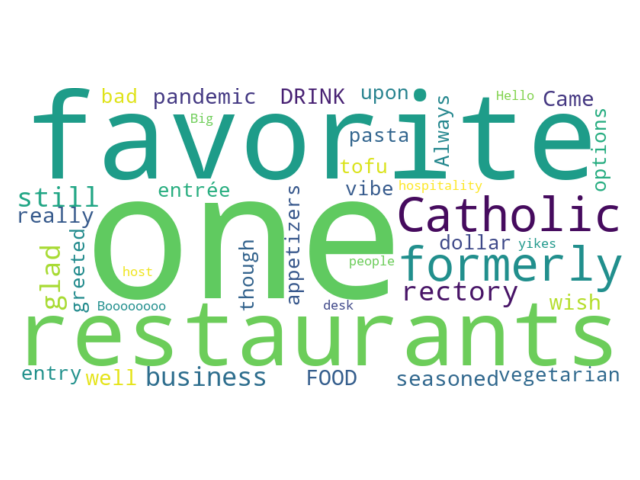 bad pandemic DRINK upon Hello Came
favorite
Big
pasta Always options
tofu
still entrée vibe hospitality
really
one
Catholic
greeted appetizers
though
dollar yikes
glad host people formerly
rectory
Boooooooo desk wish
restaurants
entry well business FOOD seasoned vegetarian